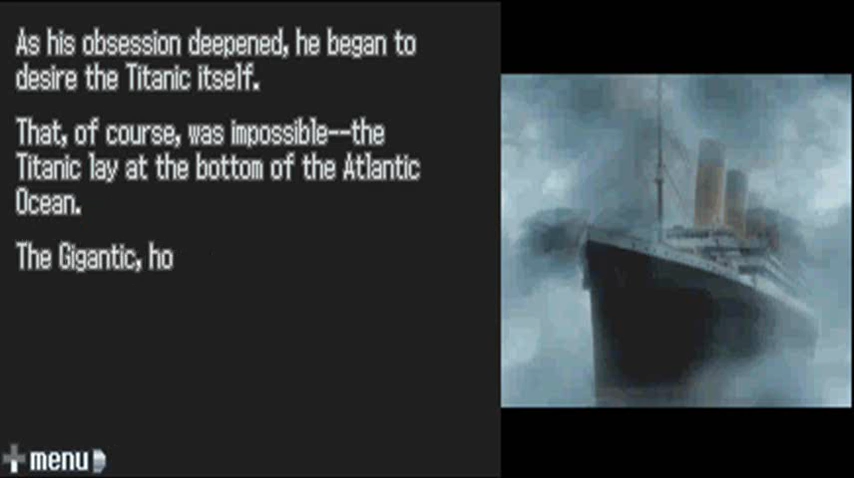 As his obsession deepened, he began to
desire the Titanic itself.
That, of course, was impossible--the
Titanic lay at the bottom of the Atlantic
Ocean.
The Gigantic, ho
menu